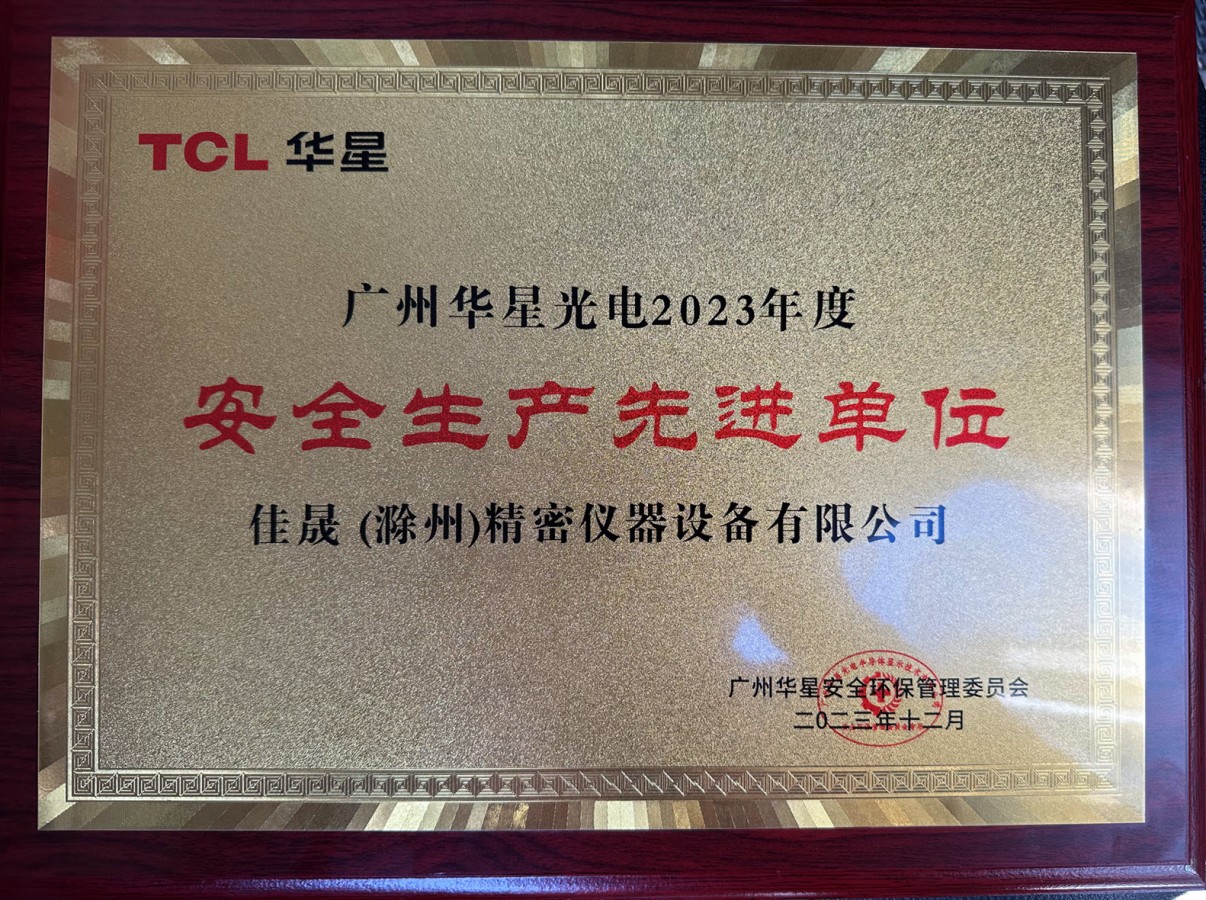 TCL 华星
广州华星光电2023年度
安全生产先进单位
佳晟 (滁州)精密仪器设备有限公司
广州华星安全环保管理委员会
二0二三年十二月